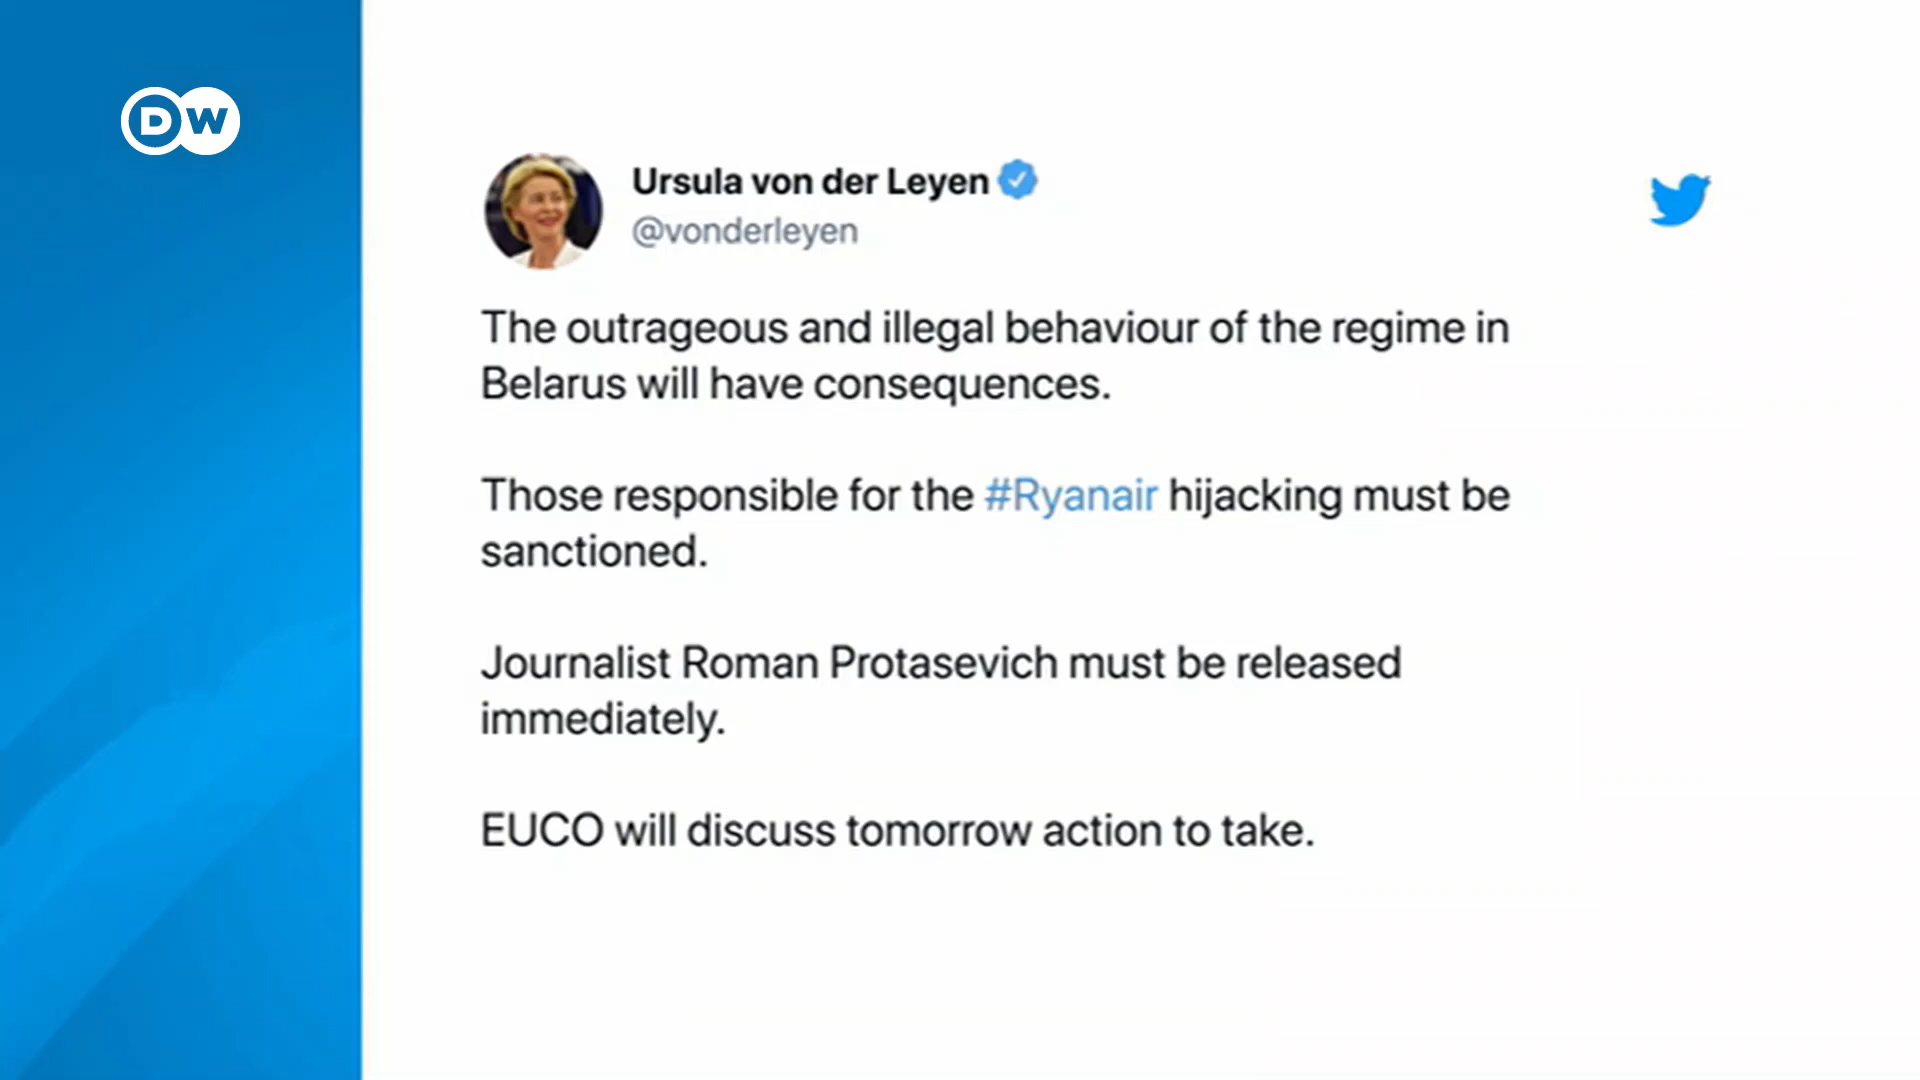 DW
Ursula von der Leyen
@vonderleyen
The outrageous and illegal behaviour of the regime in
Belarus will have consequences.
Those responsible for the #Ryanair hijacking must be
sanctioned.
Journalist Roman Protasevich must be released
immediately.
EUCO will discuss tomorrow action to take.